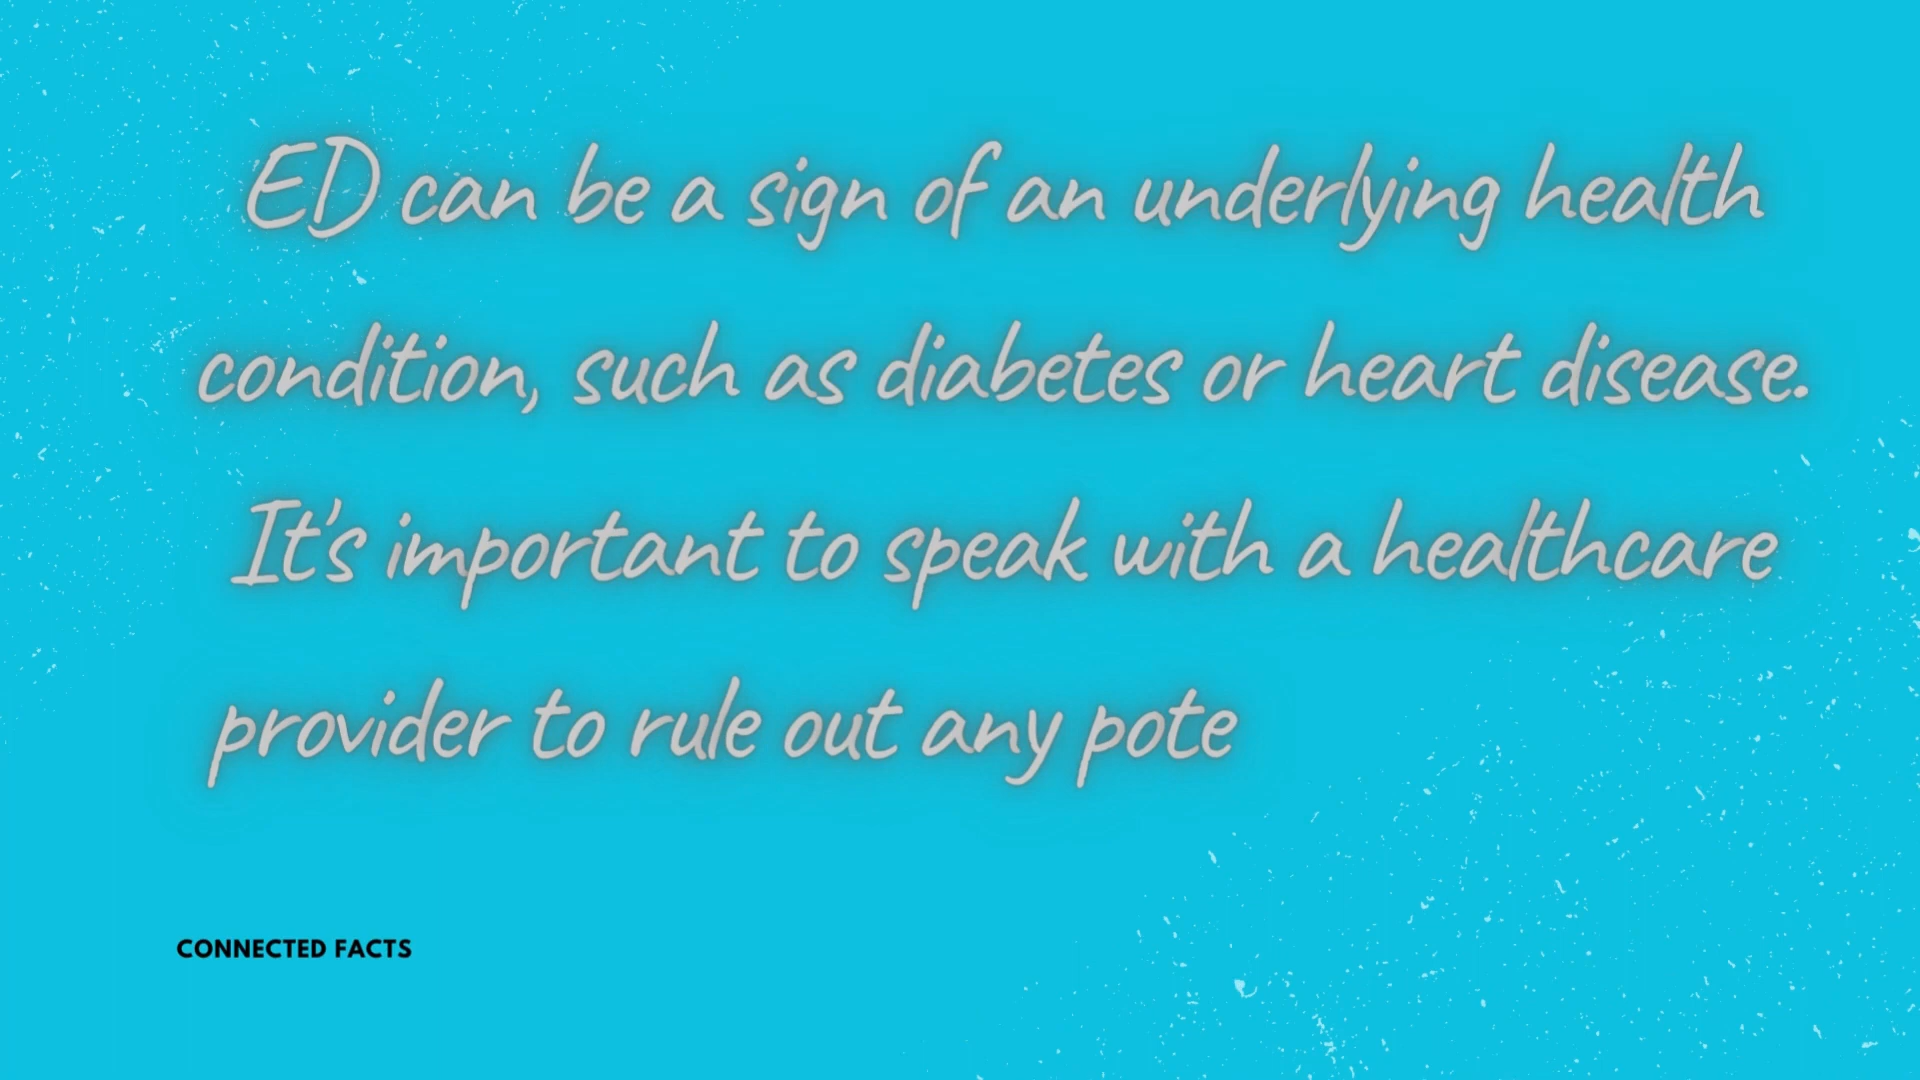 ED can be a sign of an underlying health
condition, such as diabetes or heart disease.
It's important to speak with a healthcare
provider to rule out any pote
CONNECTED FACTS